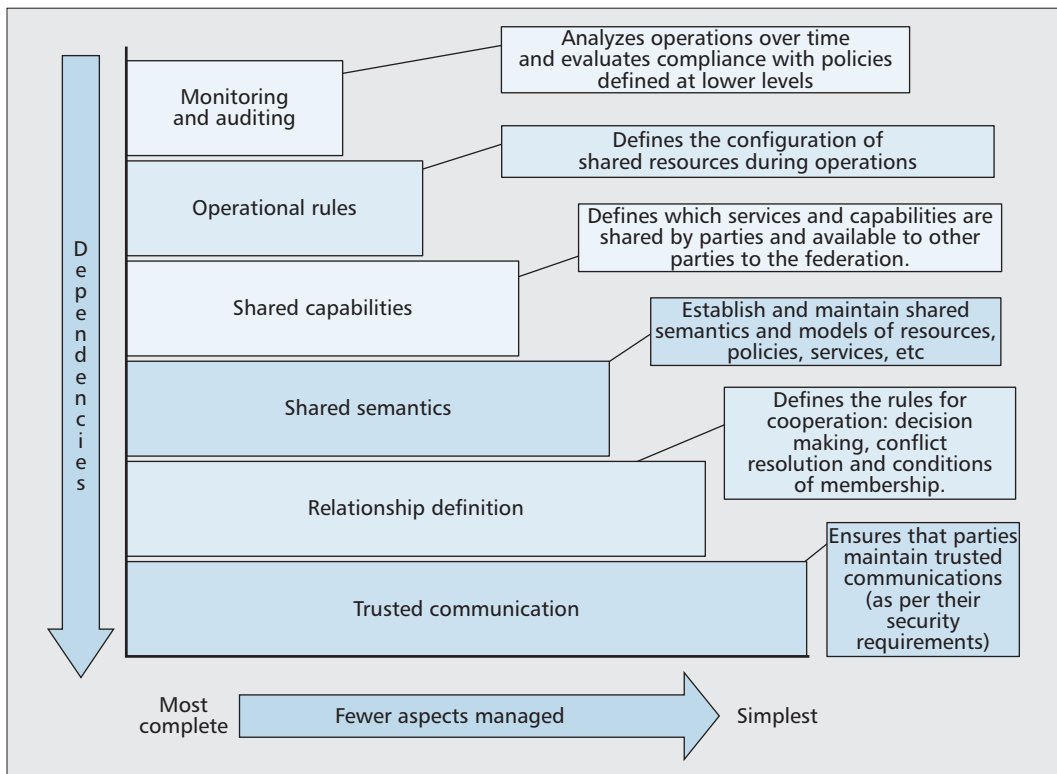 Analyzes operations over time
and evaluates compliance with policies
defined at lower levels
Monitoring
and auditing
Defines the configuration of
shared resources during operations
Operational rules
Defines which services and capabilities are
shared by parties and available to other
parties to the federation.
Shared capabilities
Establish and maintain shared
semantics and models of resources,
policies, services, etc
Shared semantics
Defines the rules for
cooperation: decision
making, conflict
resolution and conditions
of membership.
Relationship definition
Ensures that parties
maintain trusted
communications
(as per their
security
requirements)
Trusted communication
Dependencies
Most
complete
Fewer aspects managed
Simplest